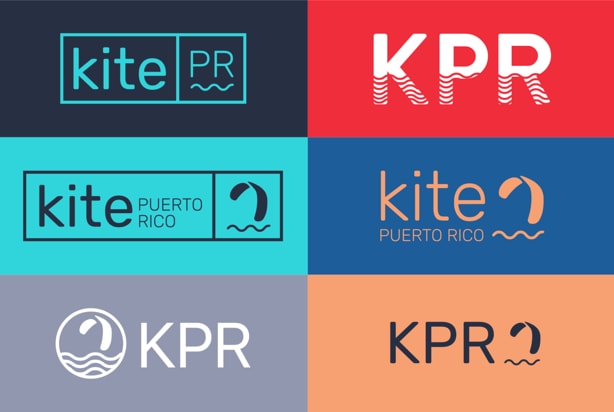 kite PR
KPR
kite PUERTO
RICO
kite
PUERTO RICO
KPR
KPR